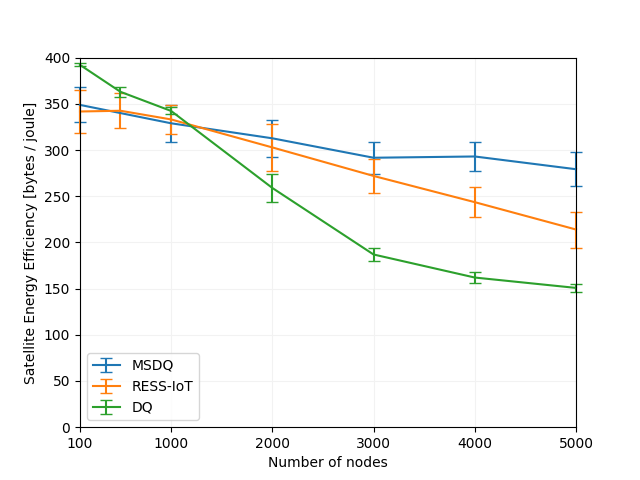 400
350
300
250
200
150
100
50
0
Satellite Energy Efficiency [bytes / joule]
MSDQ
RESS-IoT
DQ
100 1000 2000 3000 4000 5000
Number of nodes